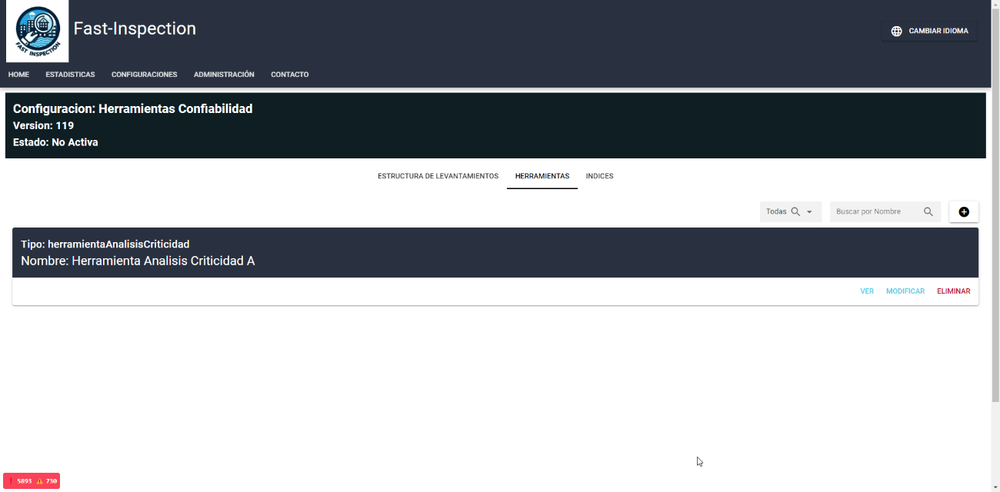 FAST INSPECTION
Fast-Inspection
CAMBIAR IDIOMA
HOME ESTADISTICAS CONFIGURACIONES ADMINISTRACIÓN CONTACTO
Configuracion: Herramientas Confiabilidad
Version: 119
Estado: No Activa
ESTRUCTURA DE LEVANTAMIENTOS HERRAMIENTAS INDICES
Todas Buscar por Nombre
Tipo: herramientaAnalisisCriticidad
Nombre: Herramienta Analisis Criticidad A
VER MODIFICAR ELIMINAR
! 5893 ⚠ 730